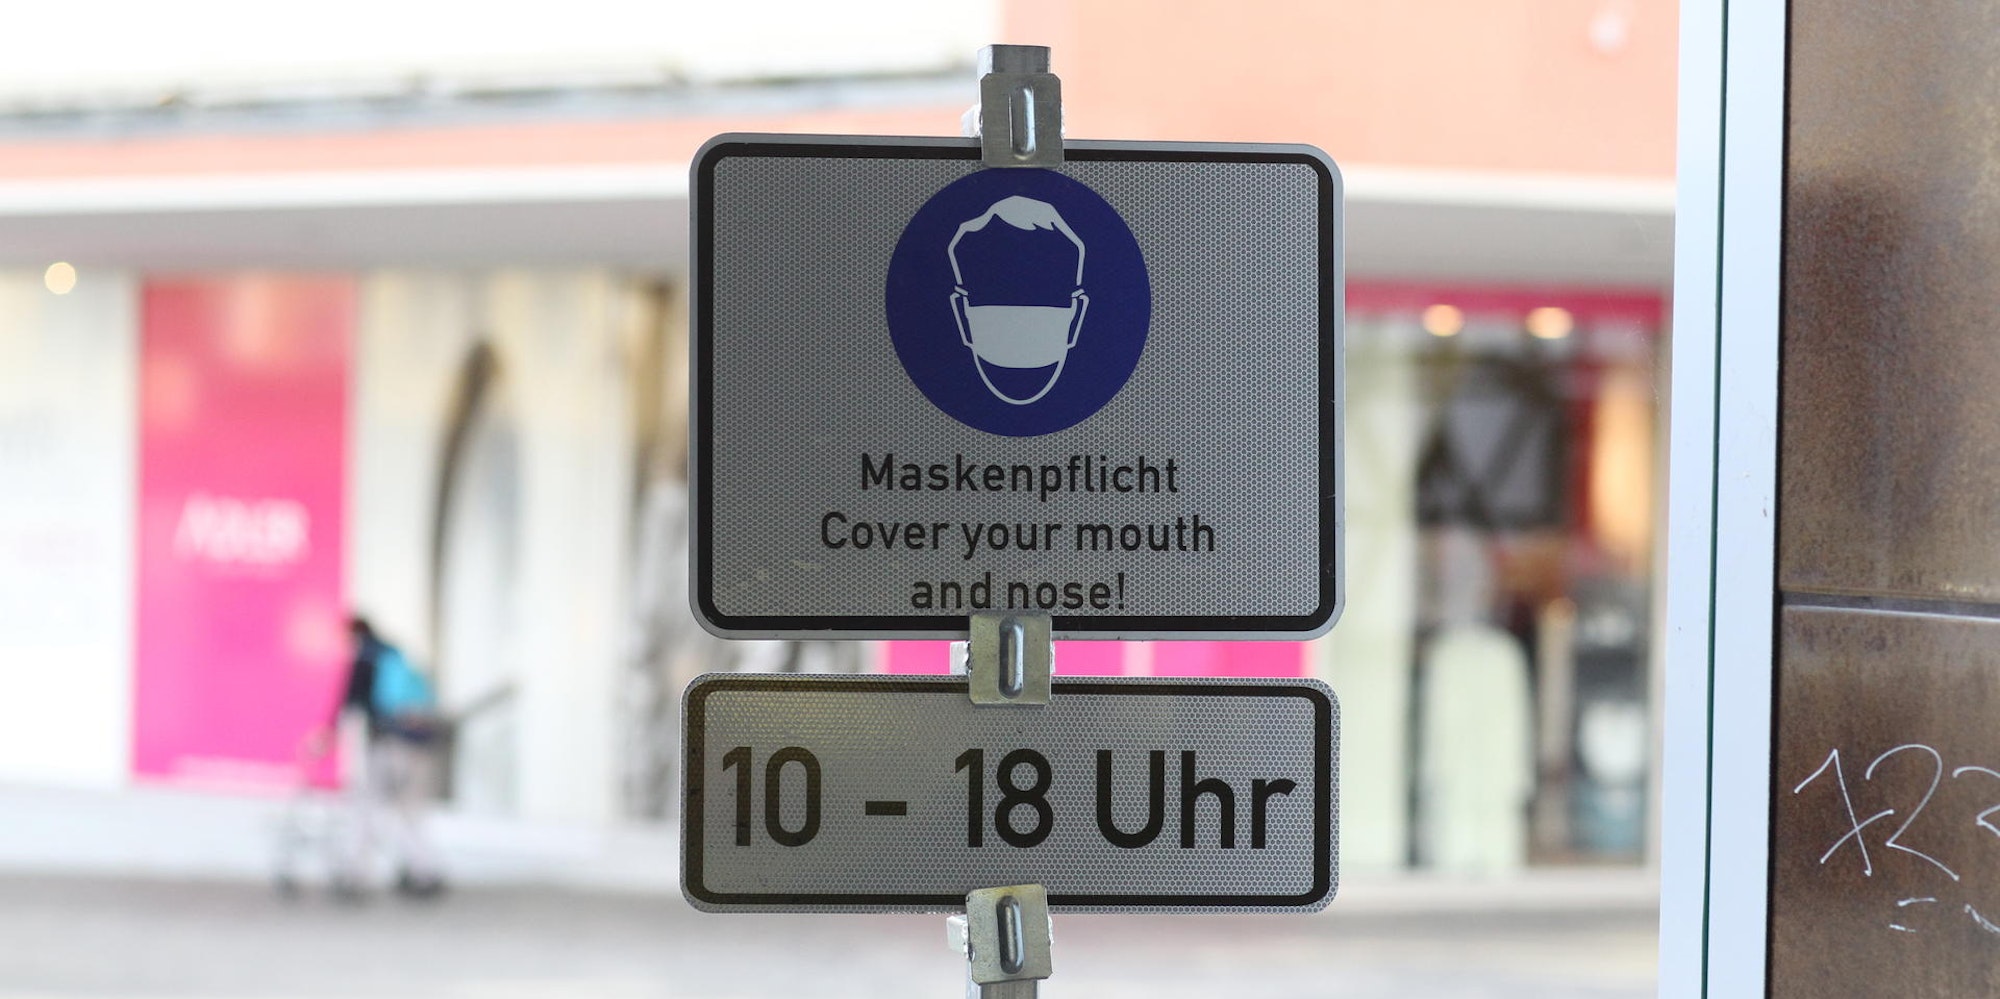 Maskenpflicht
Cover your mouth
and nose!
10 - 18 Uhr